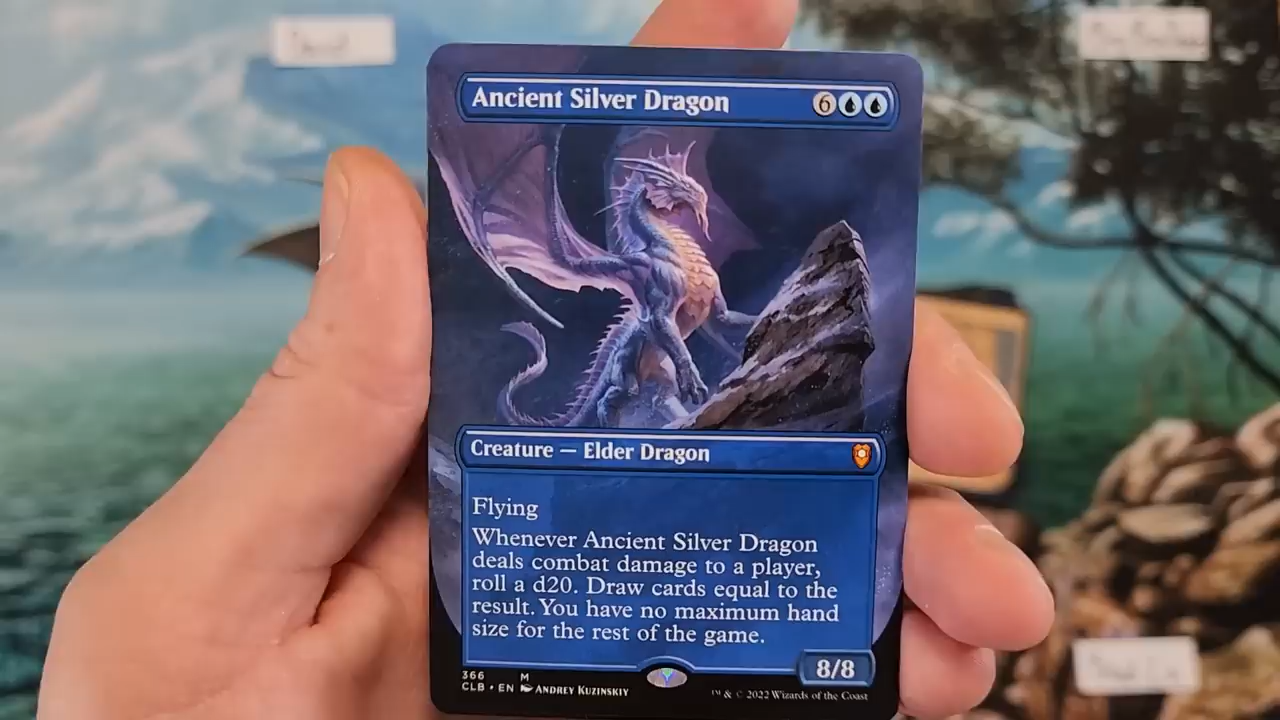 Ancient Silver Dragon 6
Creature — Elder Dragon
Flying
Whenever Ancient Silver Dragon
deals combat damage to a player,
roll a d20. Draw cards equal to the
result. You have no maximum hand
size for the rest of the game.
8/8
366 M
CLB • EN ANDREY KUZINSKIY
™ & © 2022 Wizards of the Coast